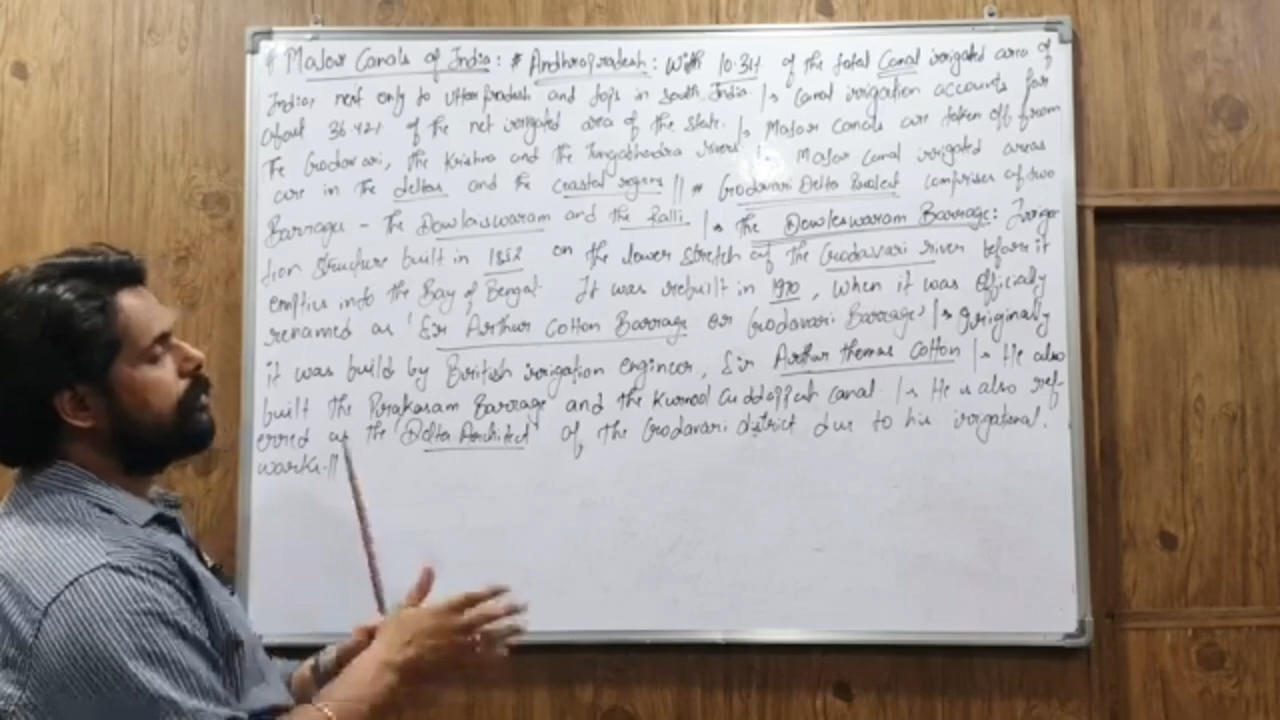 # Major Canals of India: # Andhra Pradesh: With 10.34% of the total Canal irrigated area of
India, next only to Utter pradesh and tops in South India. |→ Canal irrigation accounts for
about 36.42% of the net irrigated area of the state. |→ Major Canals are taken off from
The Godavari, the Krishna and the Tungabhadra rivers |→ Major Canal irrigated areas
are in the deltas and the coastal regions || # Godavari Delta Project comprises of two
Barrages - the Dowlaiswaram and the Ralli. |→ the Dowleswaram Barrage: Irriga-
tion Structure built in 1852 on the lower stretch of the Godavari river before it
empties into the Bay of Bengal. It was rebuilt in 1970, when it was officialy
renamed as 'Sir Arthur Cotton Barrage or Godavari Barrage' |→ Originally
it was build by British irrigation engineer, Sir Arthur Thomas Cotton |→ He also
built the Prakasam Barrage and the Kurnool Cuddappah canal. |→ He is also ref-
erred as the 'Delta Architect' of the Godavari district due to his irrigational
works.||